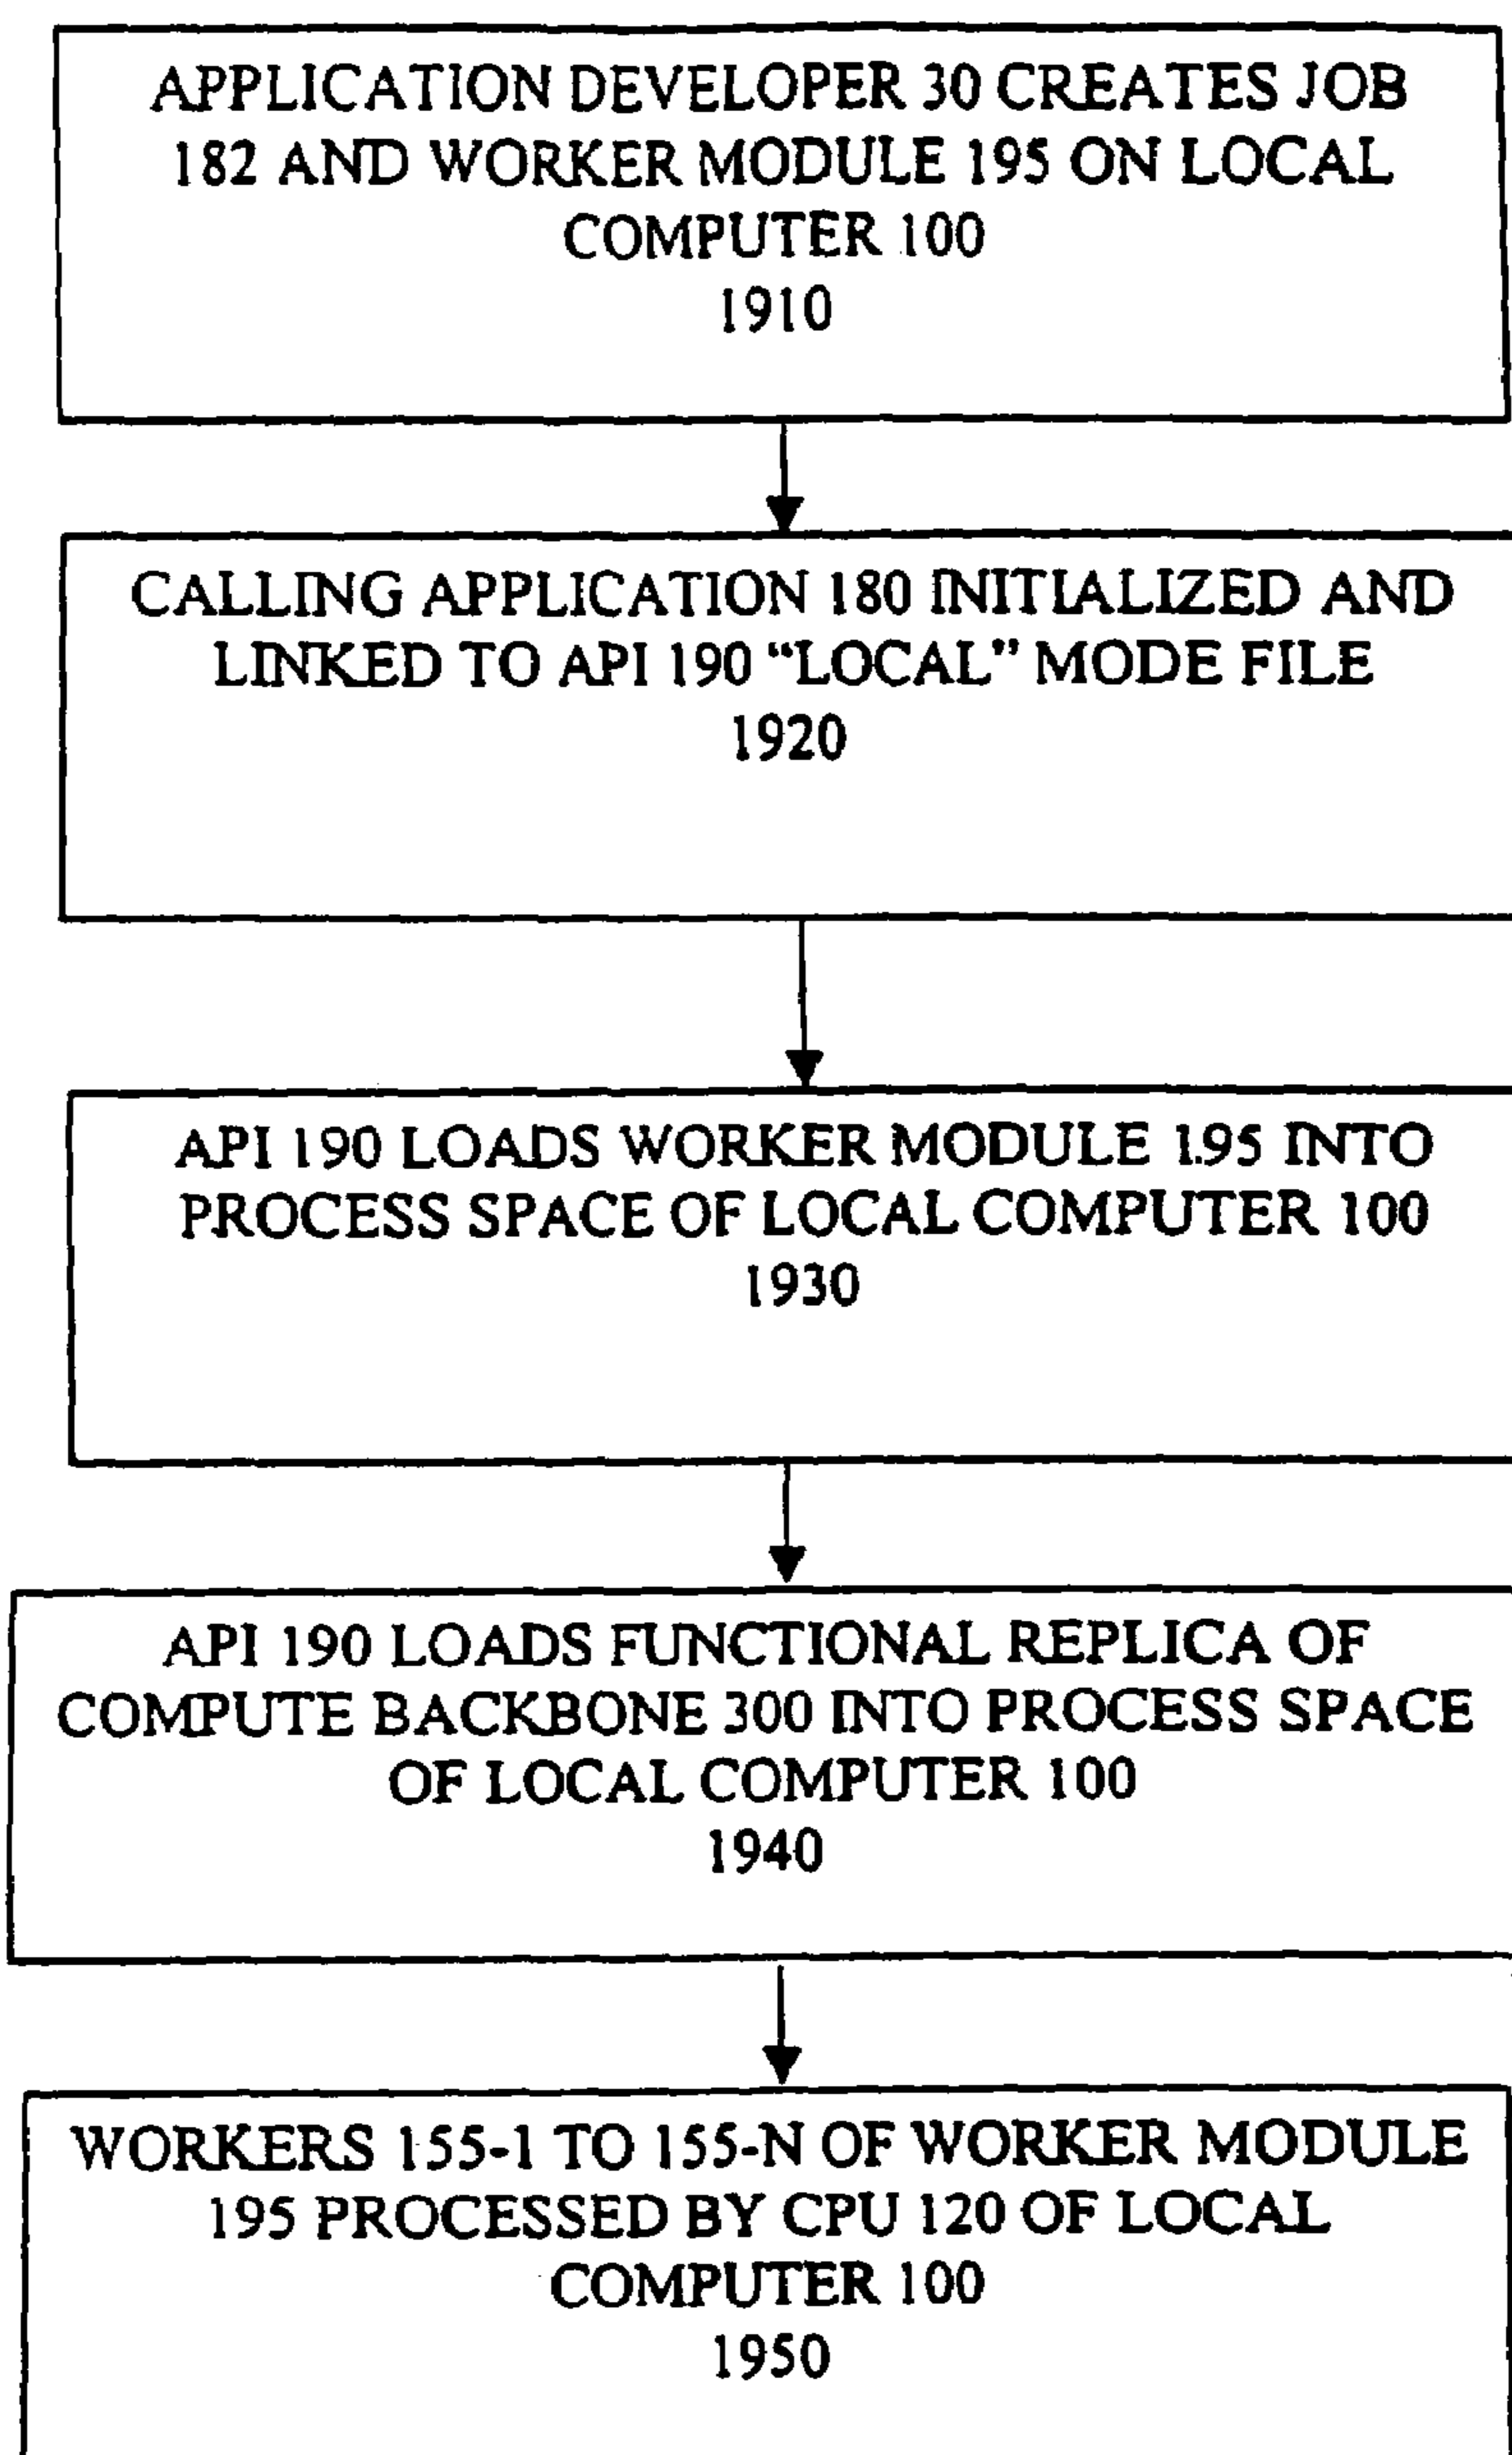 APPLICATION DEVELOPER 30 CREATES JOB
182 AND WORKER MODULE 195 ON LOCAL
COMPUTER 100
1910
CALLING APPLICATION 180 INITIALIZED AND
LINKED TO API 190 “LOCAL” MODE FILE
1920
API 190 LOADS WORKER MODULE 195 INTO
PROCESS SPACE OF LOCAL COMPUTER 100
1930
API 190 LOADS FUNCTIONAL REPLICA OF
COMPUTE BACKBONE 300 INTO PROCESS SPACE
OF LOCAL COMPUTER 100
1940
WORKERS 155-1 TO 155-N OF WORKER MODULE
195 PROCESSED BY CPU 120 OF LOCAL
COMPUTER 100
1950